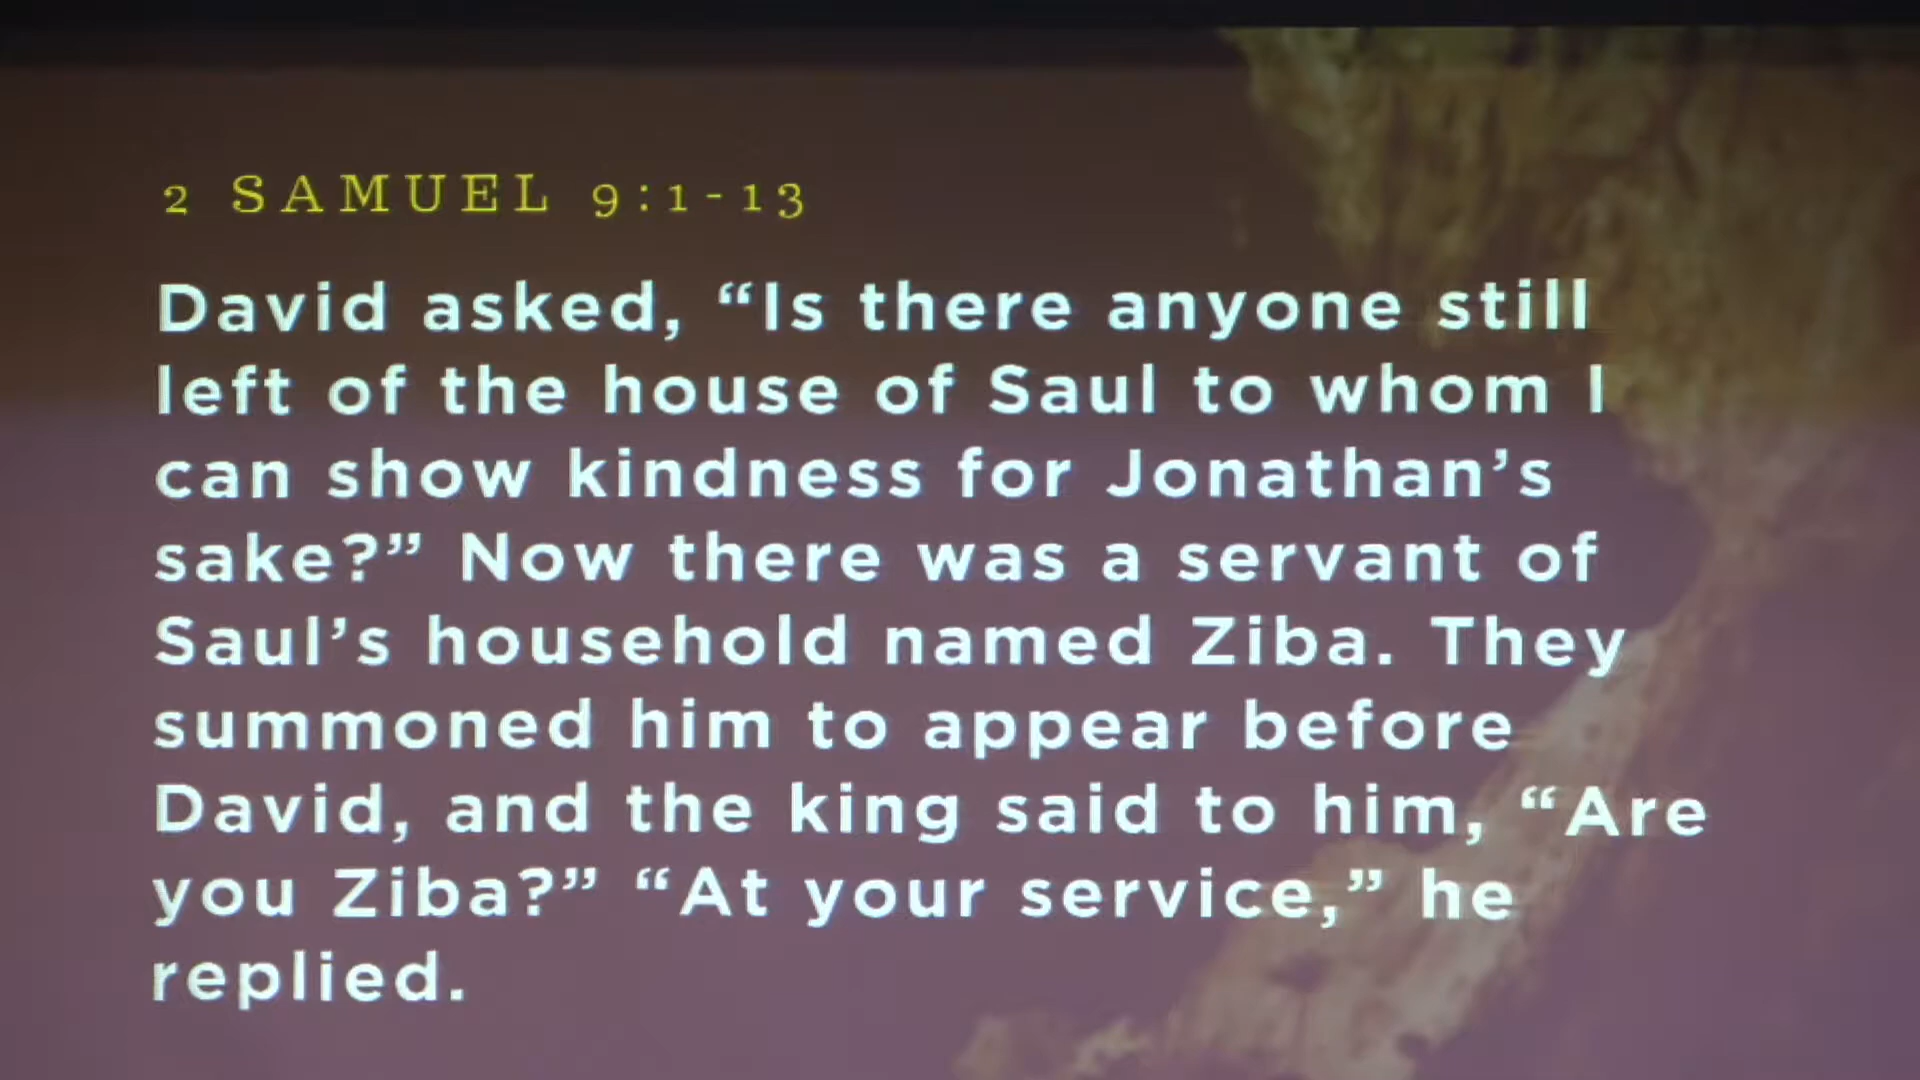 2 SAMUEL 9:1-13
David asked, “Is there anyone still
left of the house of Saul to whom I
can show kindness for Jonathan’s
sake?” Now there was a servant of
Saul’s household named Ziba. They
summoned him to appear before
David, and the king said to him, “Are
you Ziba?” “At your service,” he
replied.